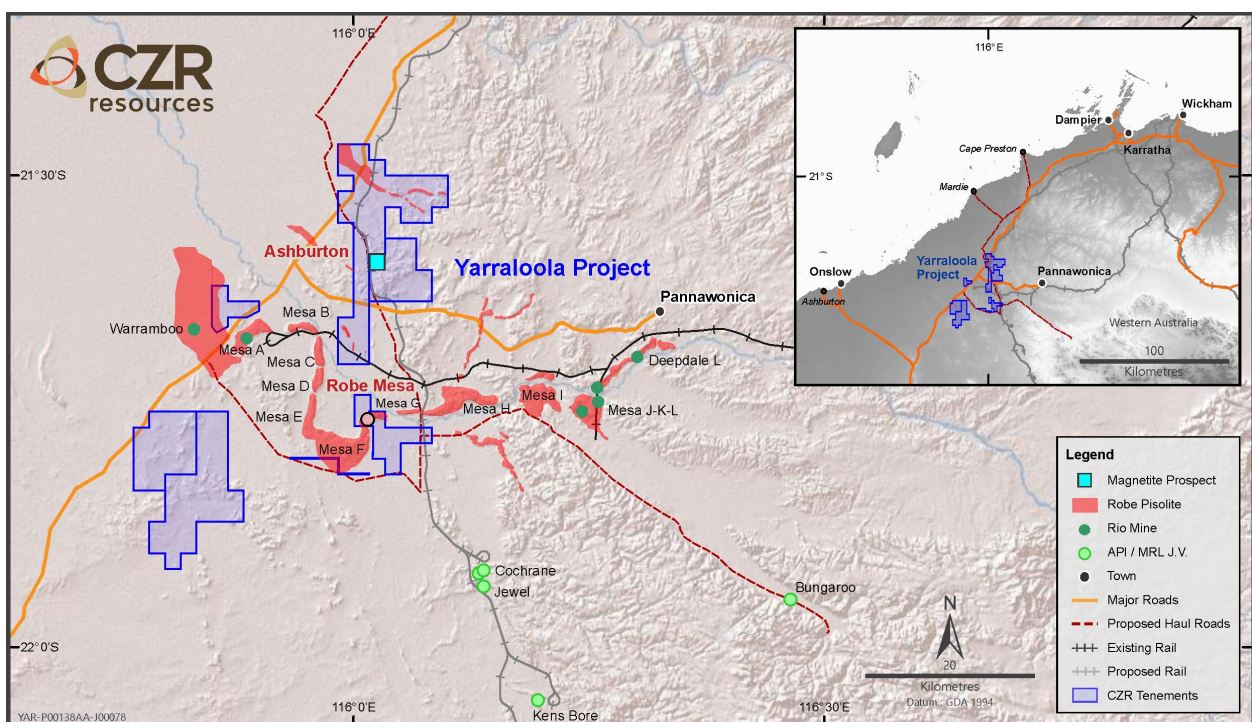 CZR
resources
116°0'E
21°30'S
Ashburton
Yarraloola Project
Pannawonica
Warramboo
Mesa A
Mesa B
Mesa C
Deepdale L
Mesa D
Robe Mesa
Mesa E
Mesa G
Mesa H
Mesa I
Mesa J-K-L
Mesa F
Cochrane
Jewel
Bungaroo
22°0'S
Kens Bore
116°0'E
116°30'E
YAR-P00138AA-J00078
N
20
Kilometres
Datum : GDA 1994
116°E
Wickham
Dampier
Karratha
Cape Preston
21°S
Mardie
Yarraloola
Project
Onslow
Pannawonica
Ashburton
Western Australia
100
Kilometres
Legend
Magnetite Prospect
Robe Pisolite
Rio Mine
API / MRL J.V.
Town
Major Roads
Proposed Haul Roads
Existing Rail
Proposed Rail
CZR Tenements